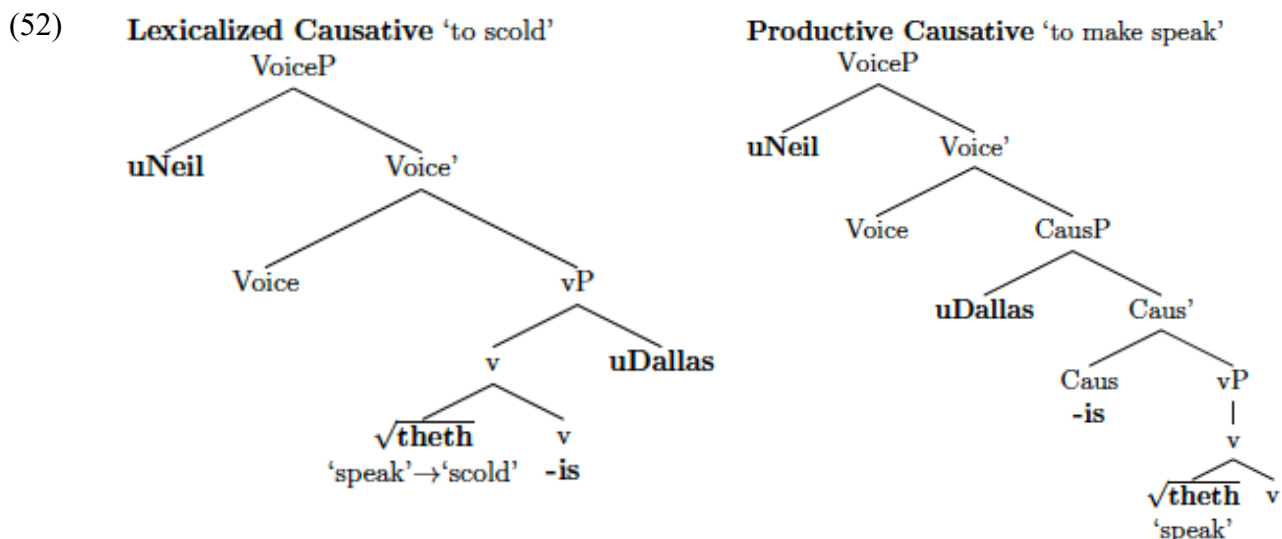 (52) Lexicalized Causative ‘to scold’ Productive Causative ‘to make speak’
VoiceP VoiceP
uNeil Voice’ uNeil Voice’
Voice vP Voice CausP
v uDallas uDallas Caus’
√theth v Caus vP
‘speak’→‘scold’ -is -is v
√theth v
‘speak’